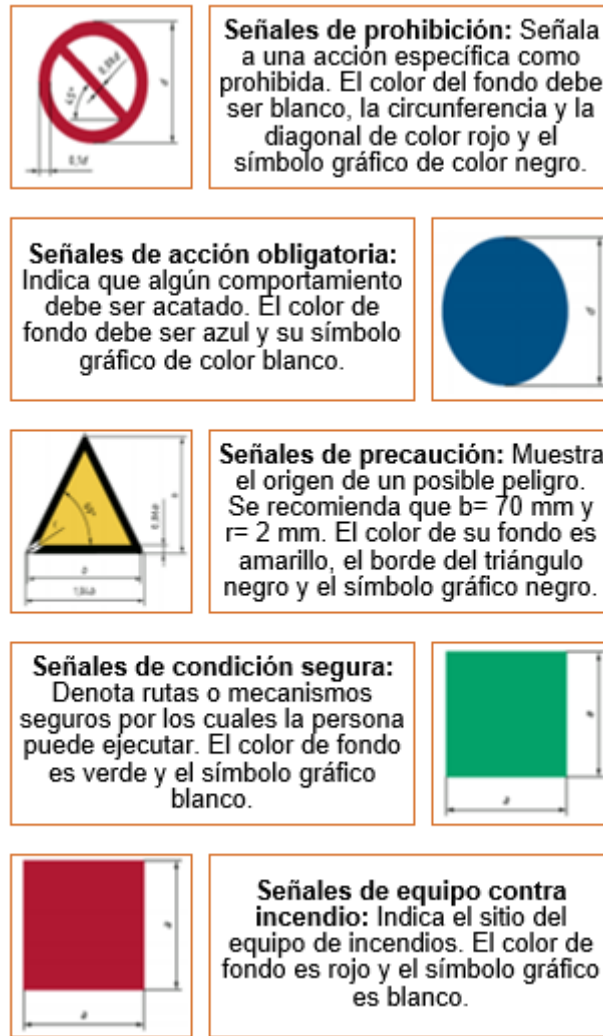 Señales de prohibición: Señala
a una acción específica como
prohibida. El color del fondo debe
ser blanco, la circunferencia y la
diagonal de color rojo y el
símbolo gráfico de color negro.
d
45°
Señales de acción obligatoria:
Indica que algún comportamiento
debe ser acatado. El color de
fondo debe ser azul y su símbolo
gráfico de color blanco.
d
60°
r
b
Señales de precaución: Muestra
el origen de un posible peligro.
Se recomienda que b= 70 mm y
r= 2 mm. El color de su fondo es
amarillo, el borde del triángulo
negro y el símbolo gráfico negro.
Señales de condición segura:
Denota rutas o mecanismos
seguros por los cuales la persona
puede ejecutar. El color de fondo
es verde y el símbolo gráfico
blanco.
a
a
a
a
Señales de equipo contra
incendio: Indica el sitio del
equipo de incendios. El color de
fondo es rojo y el símbolo gráfico
es blanco.